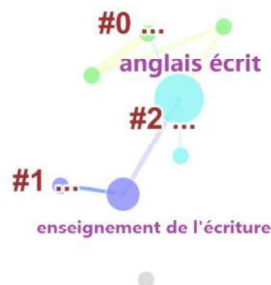 #0 ...
anglais écrit
#2 ...
#1 ...
enseignement de l'écriture